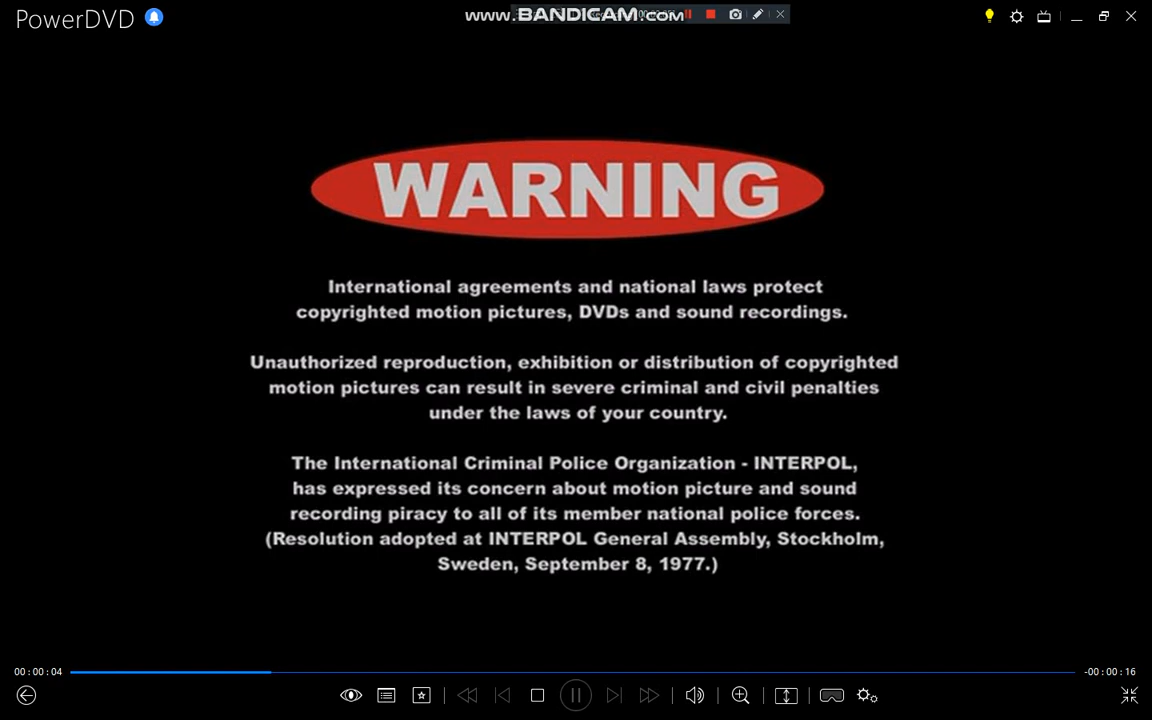 PowerDVD
www.BANDICAM.com
WARNING
International agreements and national laws protect
copyrighted motion pictures, DVDs and sound recordings.
Unauthorized reproduction, exhibition or distribution of copyrighted
motion pictures can result in severe criminal and civil penalties
under the laws of your country.
The International Criminal Police Organization - INTERPOL,
has expressed its concern about motion picture and sound
recording piracy to all of its member national police forces.
(Resolution adopted at INTERPOL General Assembly, Stockholm,
Sweden, September 8, 1977.)
00:00:04
-00:00:16